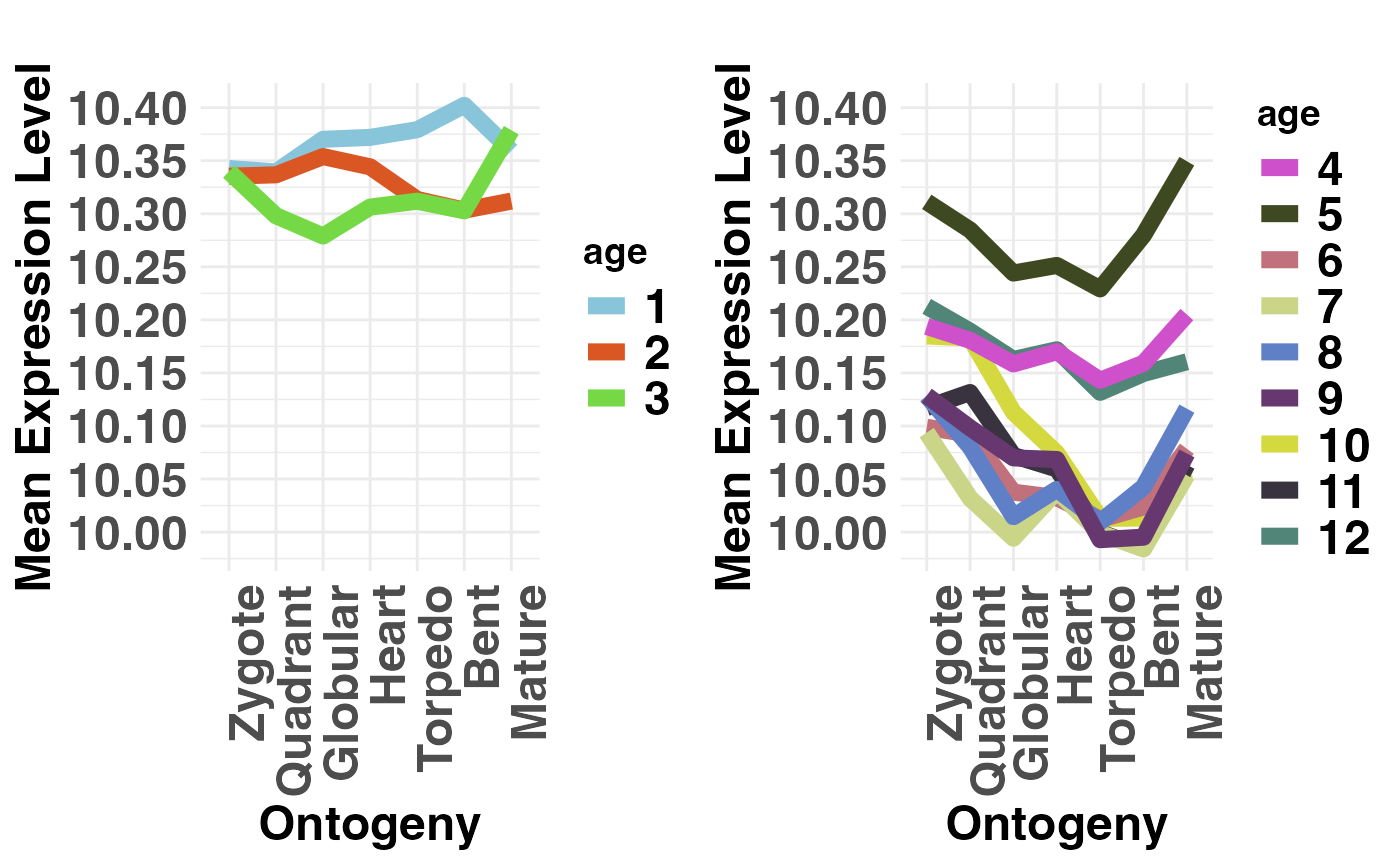 Mean Expression Level
10.40
10.35
10.30
10.25
10.20
10.15
10.10
10.05
10.00
Zygote
Quadrant
Globular
Heart
Torpedo
Bent
Mature
Ontogeny
age
1
2
3
Mean Expression Level
10.40
10.35
10.30
10.25
10.20
10.15
10.10
10.05
10.00
Zygote
Quadrant
Globular
Heart
Torpedo
Bent
Mature
Ontogeny
age
4
5
6
7
8
9
10
11
12